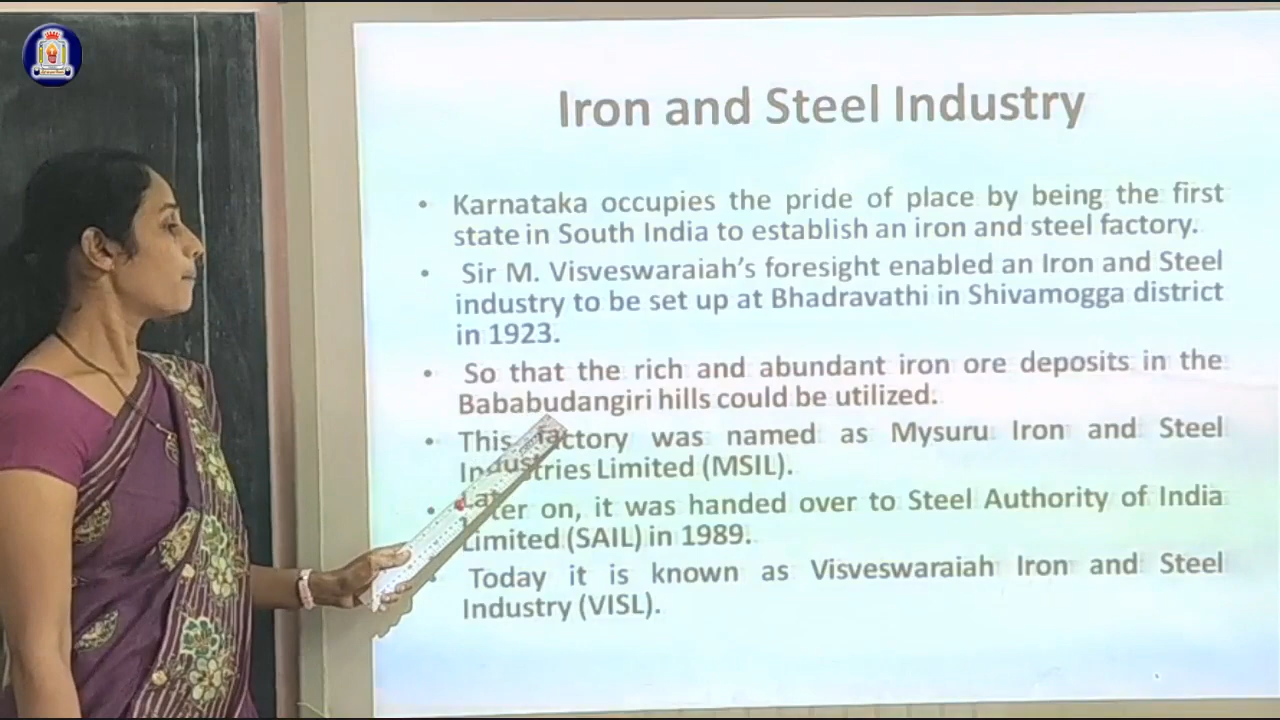 Iron and Steel Industry
• Karnataka occupies the pride of place by being the first
state in South India to establish an iron and steel factory.
• Sir M. Visveswaraiah's foresight enabled an Iron and Steel
industry to be set up at Bhadravathi in Shivamogga district
in 1923.
• So that the rich and abundant iron ore deposits in the
Bababudangiri hills could be utilized.
• This factory was named as Mysuru Iron and Steel
Industries Limited (MSIL).
• Later on, it was handed over to Steel Authority of India
Limited (SAIL) in 1989.
• Today it is known as Visveswaraiah Iron and Steel
Industry (VISL).